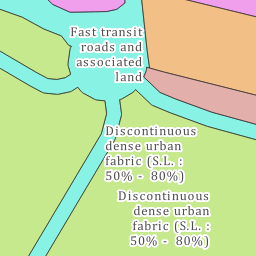 Fast transit
roads and
associated
land
Discontinuous
dense urban
fabric (S.L. :
50% - 80%)
Discontinuous
dense urban
fabric (S.L. :
50% - 80%)